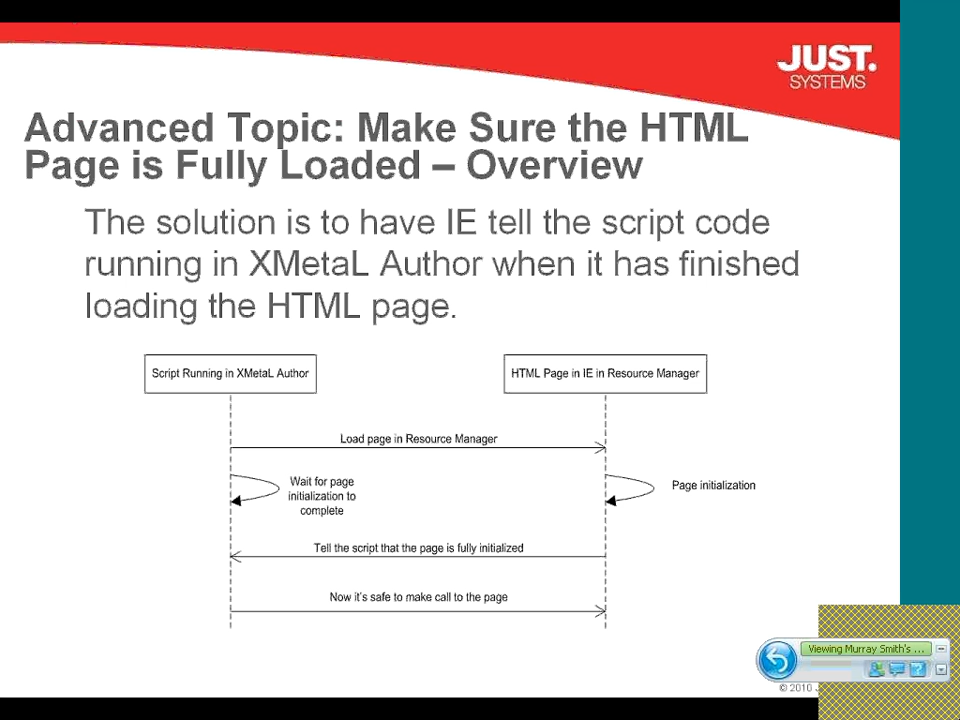 JUST.
SYSTEMS
Advanced Topic: Make Sure the HTML
Page is Fully Loaded – Overview
The solution is to have IE tell the script code
running in XMetaL Author when it has finished
loading the HTML page.
Script Running in XMetaL Author
HTML Page in IE in Resource Manager
Load page in Resource Manager
Wait for page
initialization to
complete
Page initialization
Tell the script that the page is fully initialized
Now it's safe to make call to the page
Viewing Murray Smith's ...
© 2010